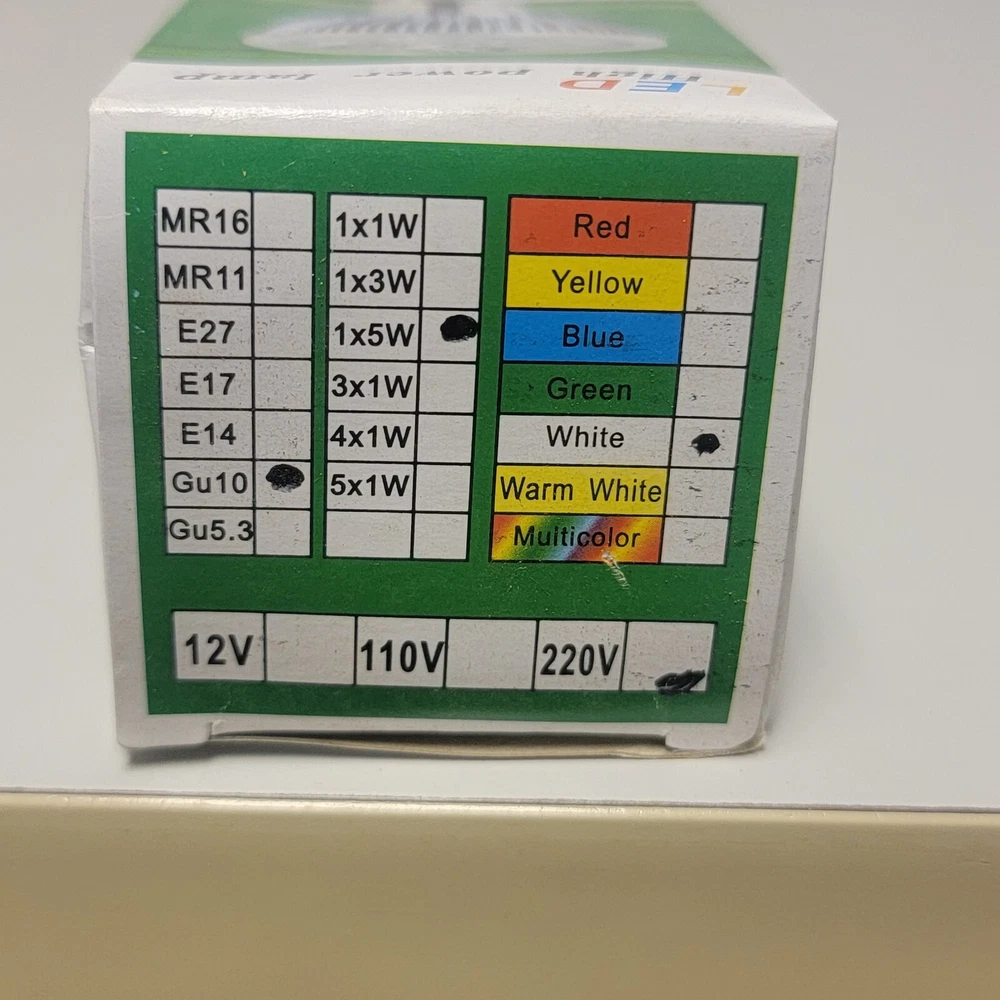 LED
High power lamp
MR16
MR11
E27
E17
E14
Gu10
Gu5.3
1x1W
1x3W
1x5W
3x1W
4x1W
5x1W
Red
Yellow
Blue
Green
White
Warm White
Multicolor
12V
110V
220V